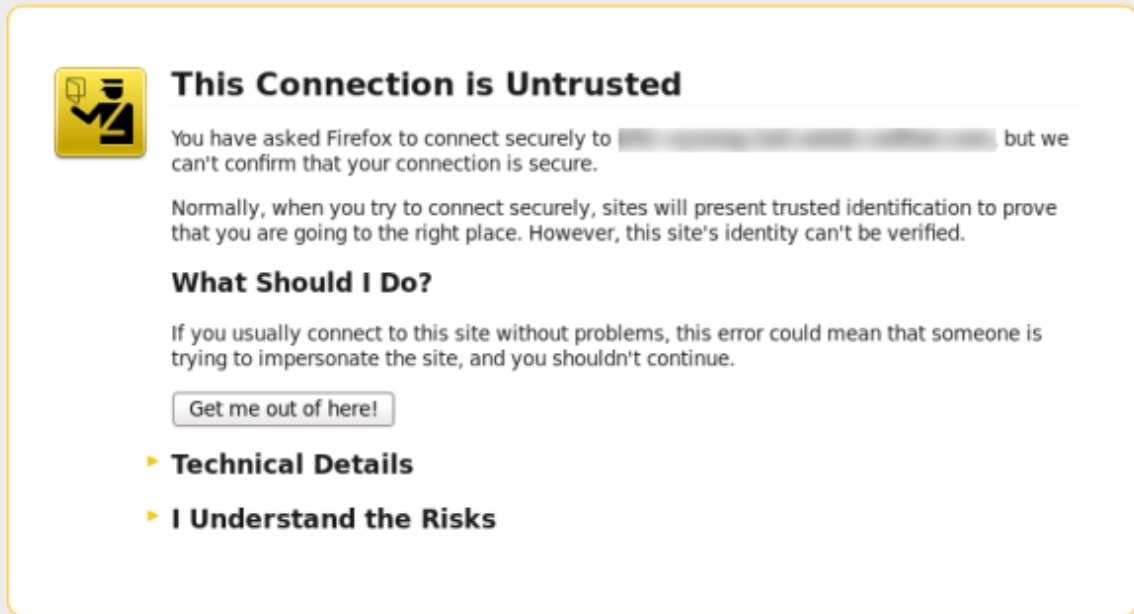 This Connection is Untrusted
You have asked Firefox to connect securely to , but we
can't confirm that your connection is secure.
Normally, when you try to connect securely, sites will present trusted identification to prove
that you are going to the right place. However, this site's identity can't be verified.
What Should I Do?
If you usually connect to this site without problems, this error could mean that someone is
trying to impersonate the site, and you shouldn't continue.
Get me out of here!
Technical Details
I Understand the Risks